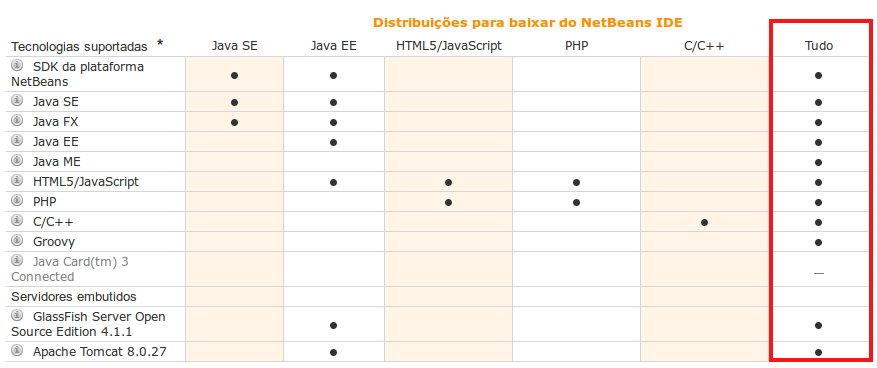 Distribuições para baixar do NetBeans IDE
Tecnologias suportadas * Java SE Java EE HTML5/JavaScript PHP C/C++ Tudo
SDK da plataforma
NetBeans • • •
Java SE • • •
Java FX • • •
Java EE • •
Java ME •
HTML5/JavaScript • • • •
PHP • • •
C/C++ • •
Groovy •
Java Card(tm) 3
Connected —
Servidores embutidos
GlassFish Server Open
Source Edition 4.1.1 • •
Apache Tomcat 8.0.27 • •